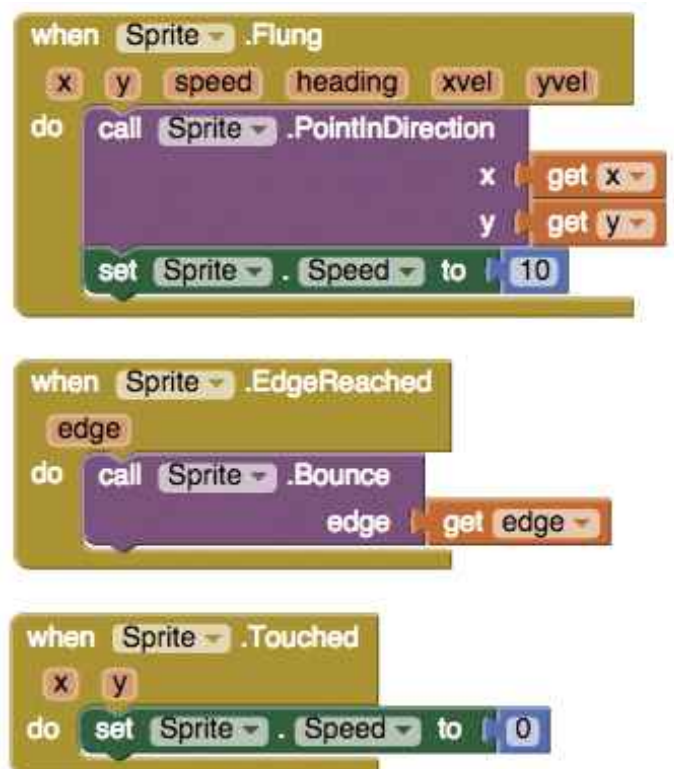 when Sprite .Flung
x y speed heading xvel yvel
do call Sprite .PointInDirection
x get x
y get y
set Sprite . Speed to 10
when Sprite .EdgeReached
edge
do call Sprite .Bounce
edge get edge
when Sprite .Touched
x y
do set Sprite . Speed to 0